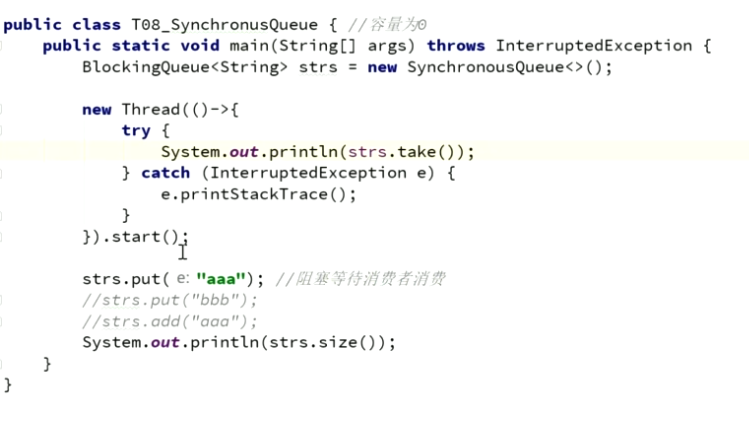 public class T08_SynchronusQueue { //容量为0
public static void main(String[] args) throws InterruptedException {
BlockingQueue<String> strs = new SynchronousQueue<>();
new Thread(()->{
try {
System.out.println(strs.take());
} catch (InterruptedException e) {
e.printStackTrace();
}
}).start();
strs.put( e: "aaa"); //阻塞等待消费者消费
//strs.put("bbb");
//strs.add("aaa");
System.out.println(strs.size());
}
}